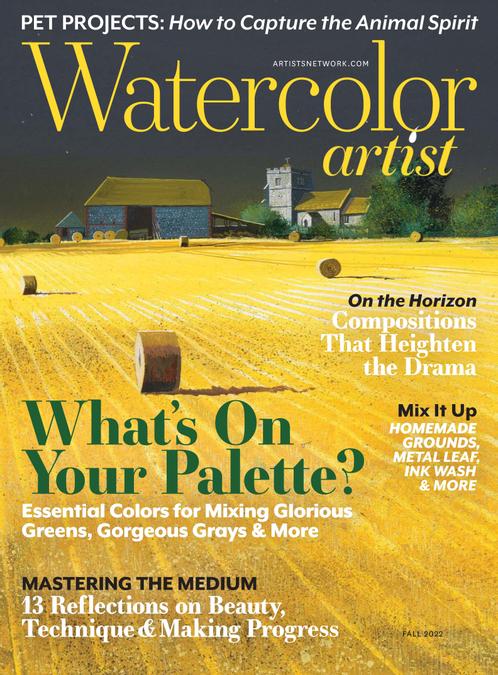 PET PROJECTS: How to Capture the Animal Spirit
ARTISTSNETWORK.COM
Watercolor
artist
On the Horizon
Compositions
That Heighten
the Drama
Mix It Up
HOMEMADE
GROUNDS,
METAL LEAF,
INK WASH
& MORE
What's On
Your Palette?
Essential Colors for Mixing Glorious
Greens, Gorgeous Grays & More
MASTERING THE MEDIUM
13 Reflections on Beauty,
Technique & Making Progress
FALL 2022